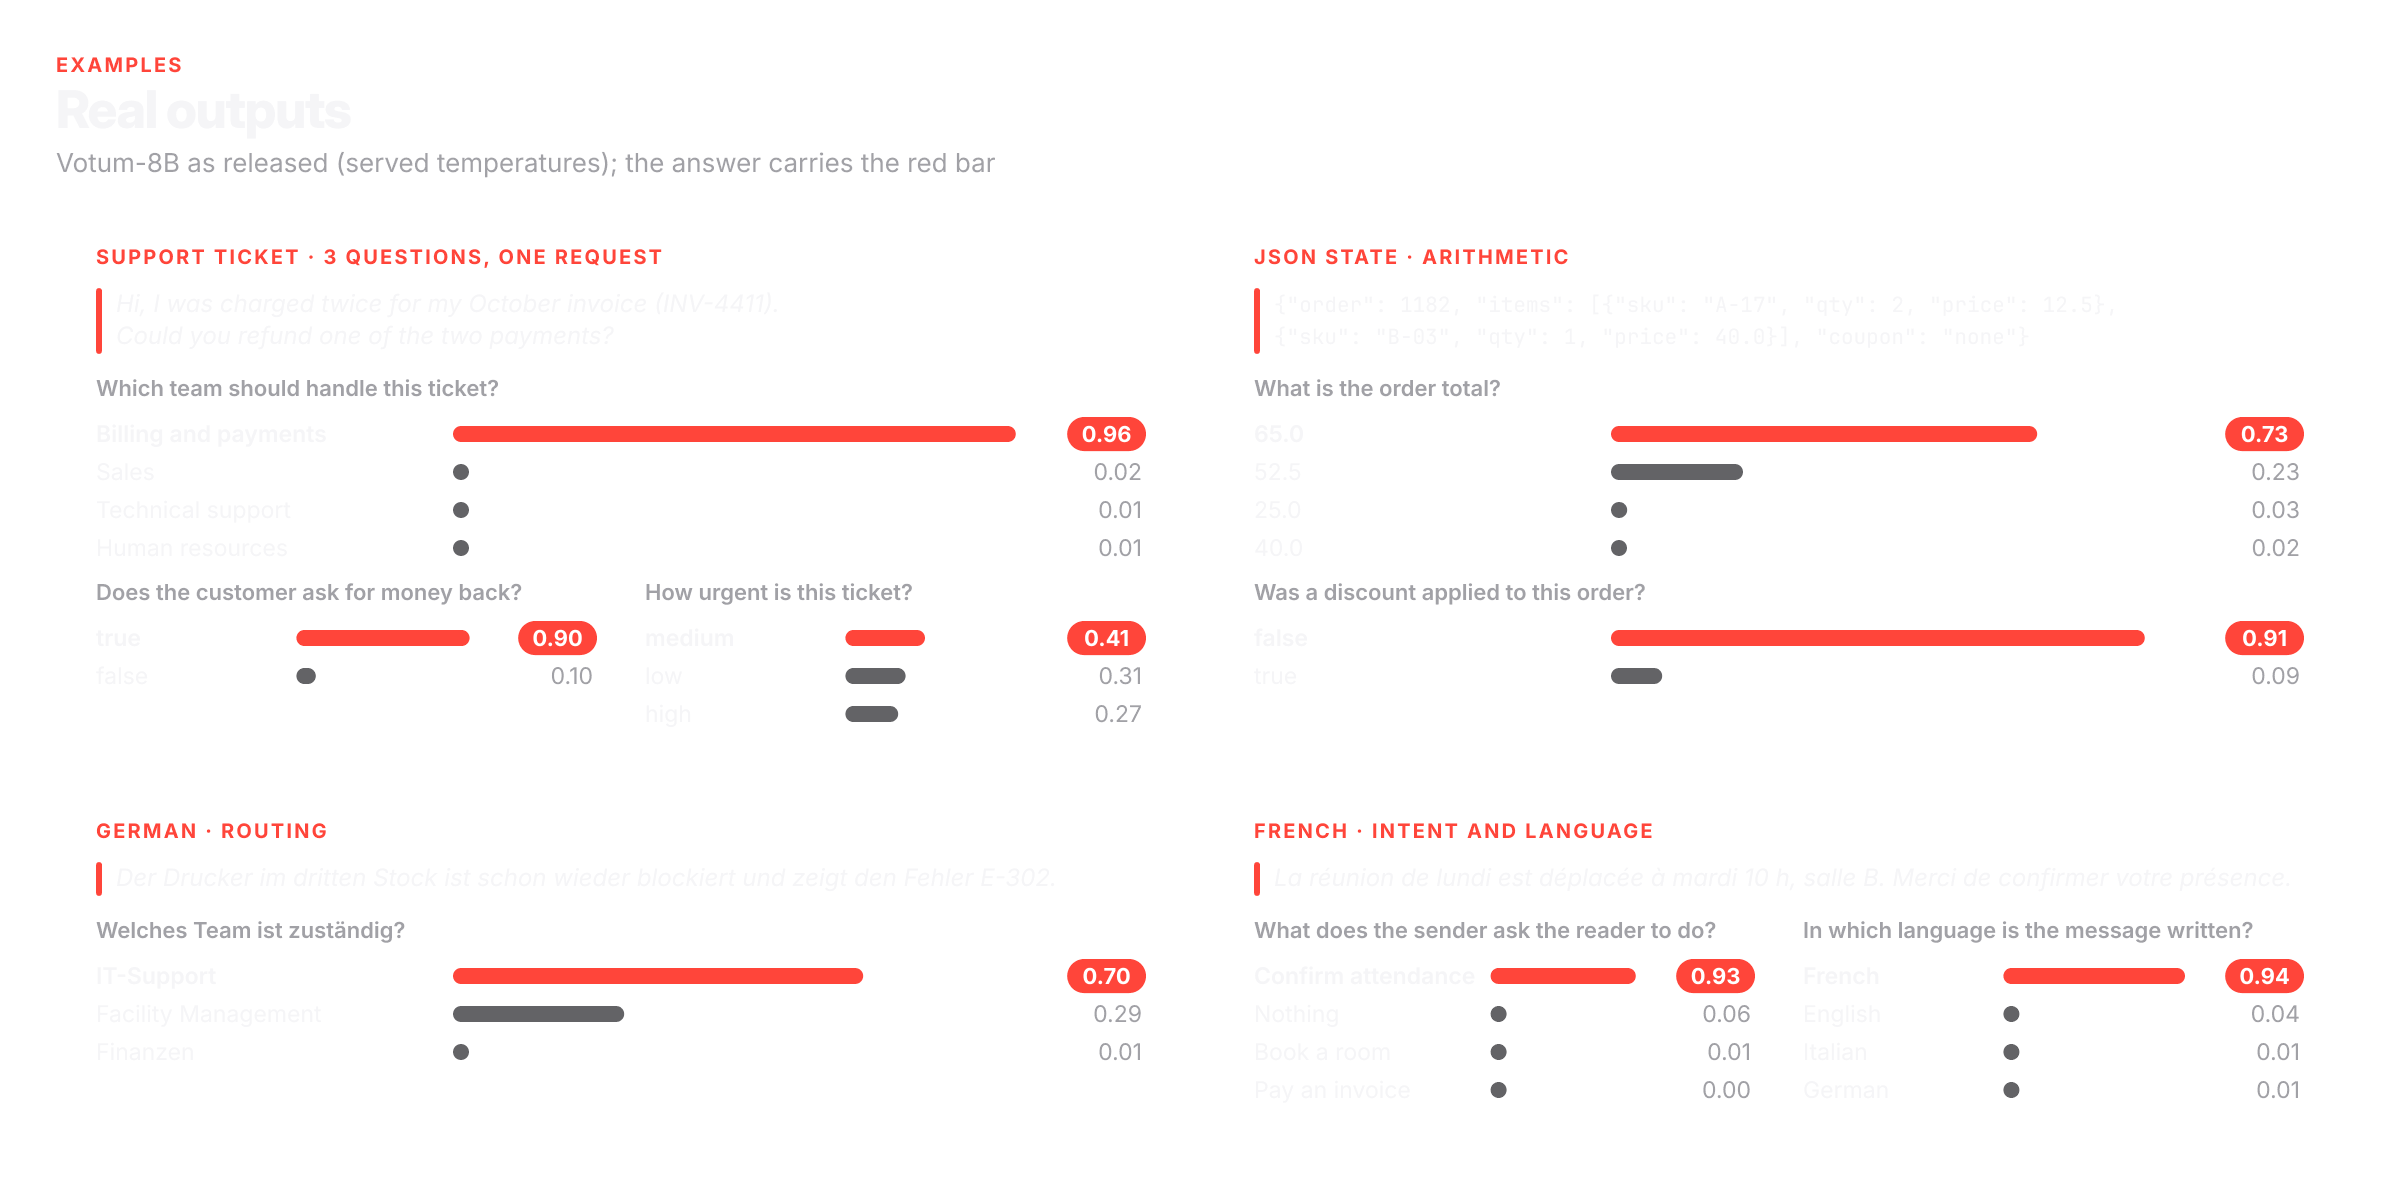 EXAMPLES
Real outputs
Votum-8B as released (served temperatures); the answer carries the red bar
SUPPORT TICKET · 3 QUESTIONS, ONE REQUEST
Hi, I was charged twice for my October invoice (INV-4411).
Could you refund one of the two payments?
Which team should handle this ticket?
Billing and payments 0.96
Sales 0.02
Technical support 0.01
Human resources 0.01
Does the customer ask for money back?
true 0.90
false 0.10
How urgent is this ticket?
medium 0.41
low 0.31
high 0.27
JSON STATE · ARITHMETIC
{"order": 1182, "items": [{"sku": "A-17", "qty": 2, "price": 12.5},
{"sku": "B-03", "qty": 1, "price": 40.0}], "coupon": "none"}
What is the order total?
65.0 0.73
52.5 0.23
25.0 0.03
40.0 0.02
Was a discount applied to this order?
false 0.91
true 0.09
GERMAN · ROUTING
Der Drucker im dritten Stock ist schon wieder blockiert und zeigt den Fehler E-302.
Welches Team ist zuständig?
IT-Support 0.70
Facility Management 0.29
Finanzen 0.01
FRENCH · INTENT AND LANGUAGE
La réunion de lundi est déplacée à mardi 10 h, salle B. Merci de confirmer votre présence.
What does the sender ask the reader to do?
Confirm attendance 0.93
Nothing 0.06
Book a room 0.01
Pay an invoice 0.00
In which language is the message written?
French 0.94
English 0.04
Italian 0.01
German 0.01